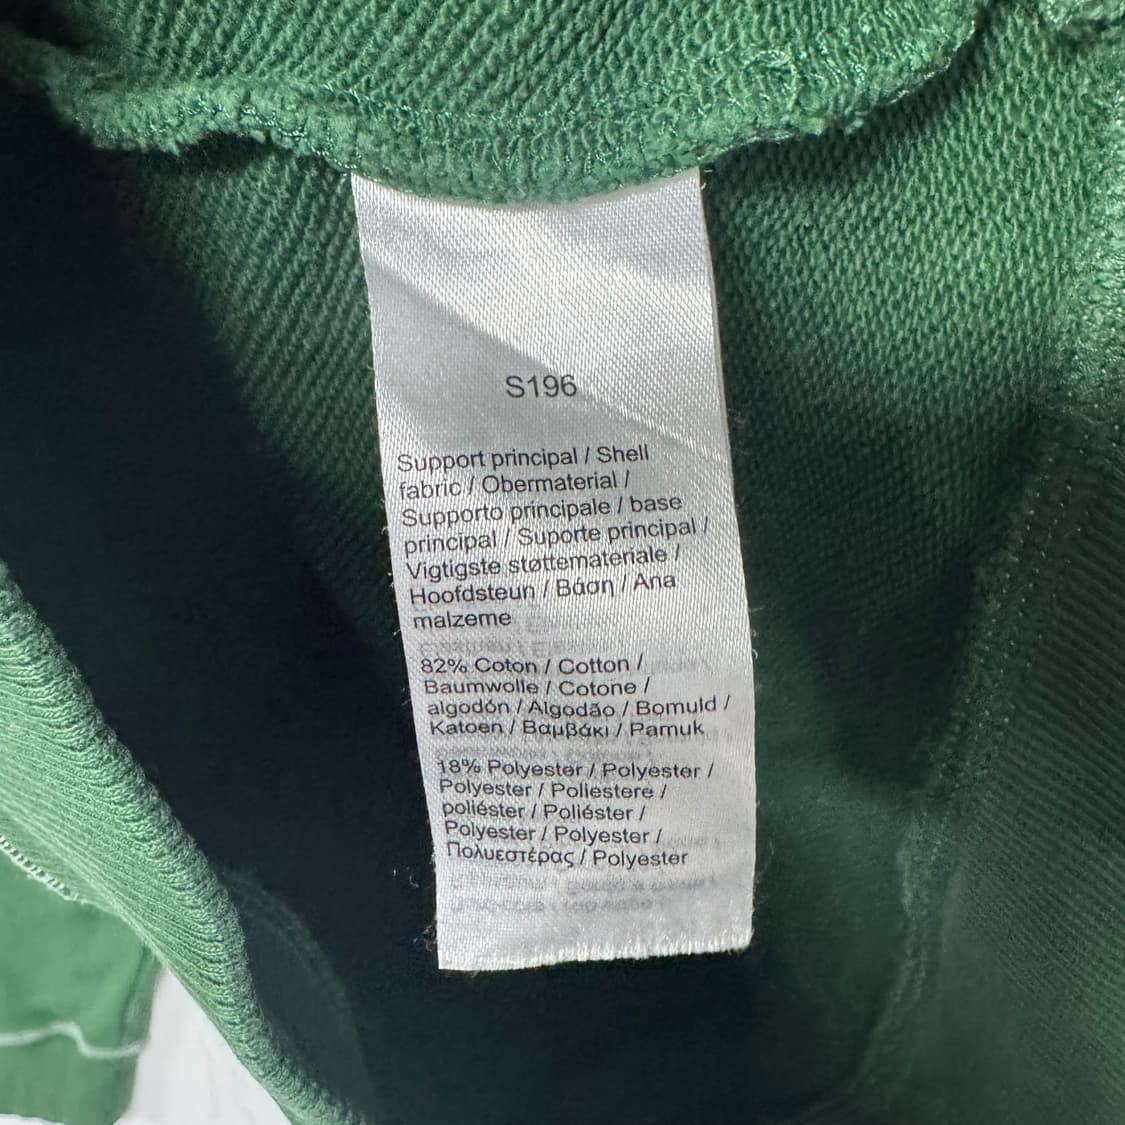 S196
Support principal / Shell
fabric / Obermaterial /
Supporto principale / base
principal / Suporte principal /
Vigtigste støttemateriale /
Hoofdsteun / Βάση / Ana
malzeme
82% Coton / Cotton /
Baumwolle / Cotone /
algodón / Algodão / Bomuld /
Katoen / Βαμβάκι / Pamuk
18% Polyester / Polyester /
Polyester / Poliestere /
poliéster / Poliéster /
Polyester / Polyester /
Πολυεστέρας / Polyester